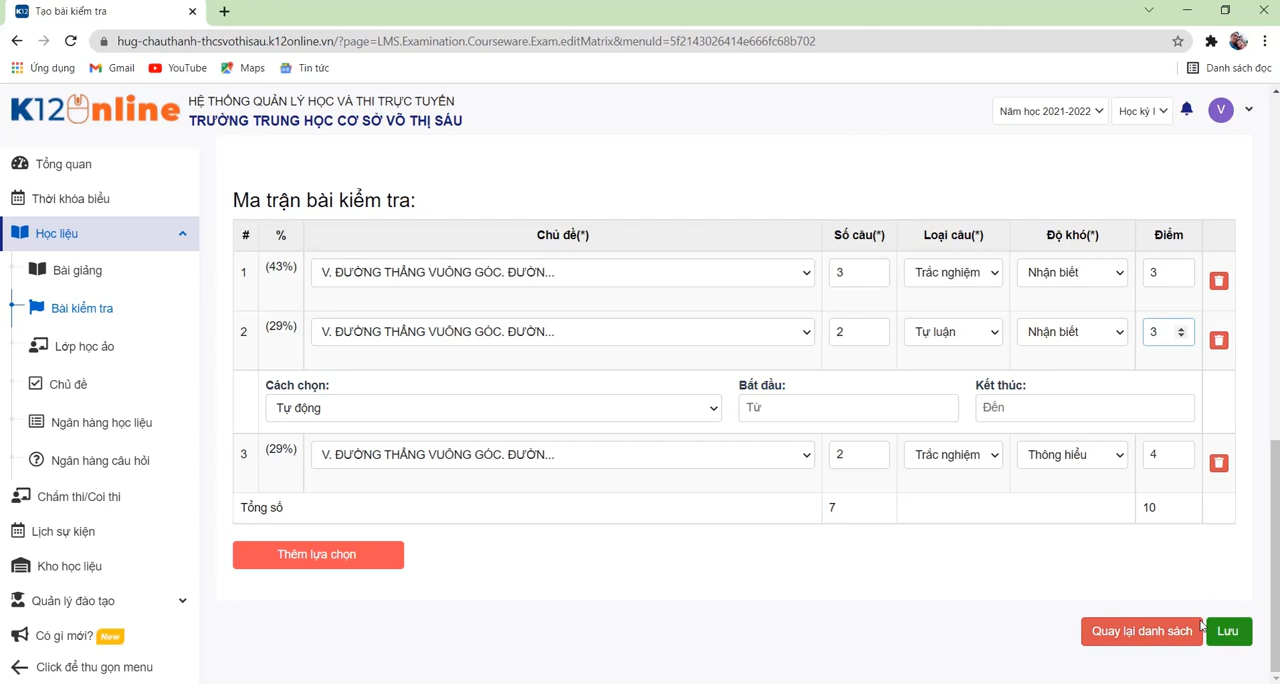 K12 Tạo bài kiểm tra
hug-chauthanh-thcsvothisau.k12online.vn/?page=LMS.Examination.Courseware.Exam.editMatrix&menuId=5f2143026414e666fc68b702
Ứng dụng Gmail YouTube Maps Tin tức Danh sách đọc
K12 Online
HỆ THỐNG QUẢN LÝ HỌC VÀ THI TRỰC TUYẾN
TRƯỜNG TRUNG HỌC CƠ SỞ VÕ THỊ SÁU
Năm học 2021-2022 Học kỳ I V
Tổng quan
Thời khóa biểu
Học liệu
Bài giảng
Bài kiểm tra
Lớp học ảo
Chủ đề
Ngân hàng học liệu
Ngân hàng câu hỏi
Chấm thi/Coi thi
Lịch sự kiện
Kho học liệu
Quản lý đào tạo
Có gì mới? New
Click để thu gọn menu
Ma trận bài kiểm tra:
# % Chủ đề(*) Số câu(*) Loại câu(*) Độ khó(*) Điểm
1 (43%) V. ĐƯỜNG THẲNG VUÔNG GÓC. ĐƯỜN... 3 Trắc nghiệm Nhận biết 3
2 (29%) V. ĐƯỜNG THẲNG VUÔNG GÓC. ĐƯỜN... 2 Tự luận Nhận biết 3
Cách chọn: Bắt đầu: Kết thúc:
Tự động Từ Đến
3 (29%) V. ĐƯỜNG THẲNG VUÔNG GÓC. ĐƯỜN... 2 Trắc nghiệm Thông hiểu 4
Tổng số 7 10
Thêm lựa chọn
Quay lại danh sách Lưu